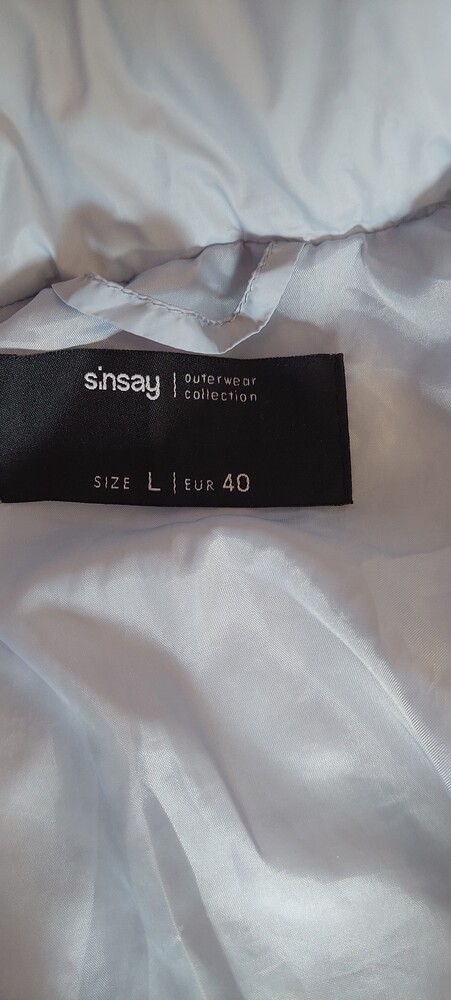 sinsay | outerwear
collection
SIZE L | EUR 40